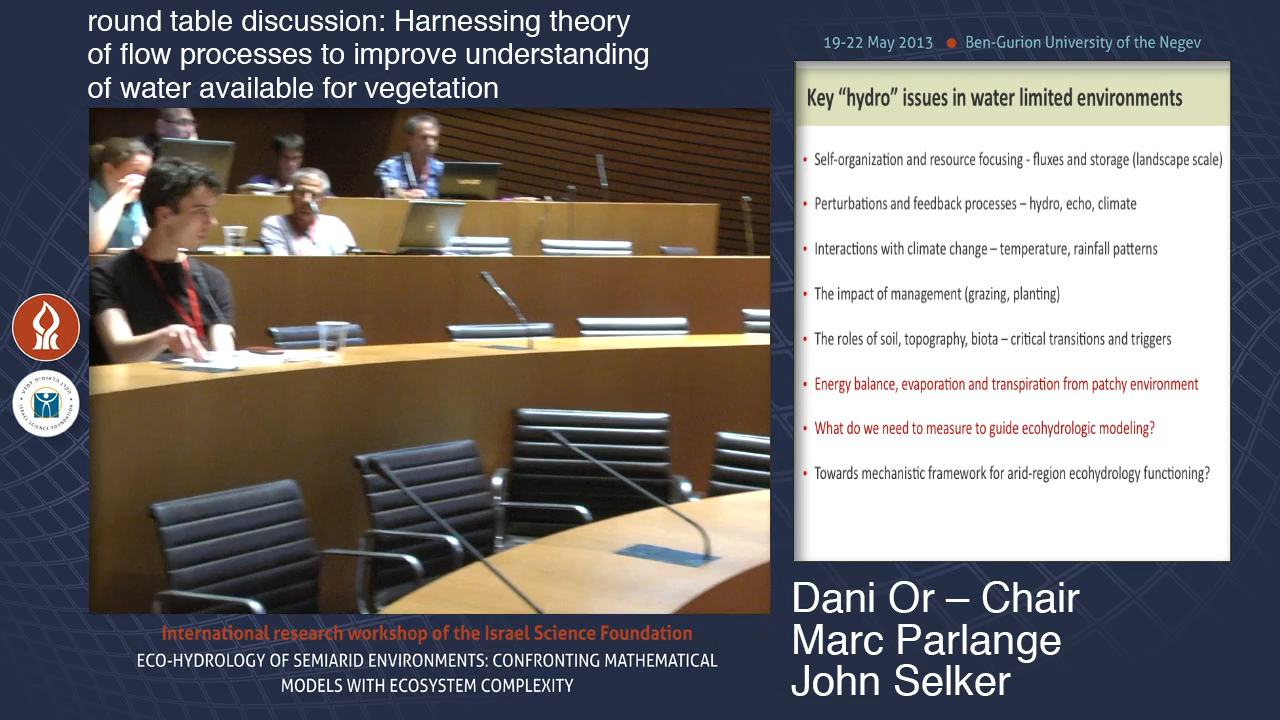 round table discussion: Harnessing theory
of flow processes to improve understanding
of water available for vegetation
19-22 May 2013 ● Ben-Gurion University of the Negev
Key “hydro” issues in water limited environments
• Self-organization and resource focusing - fluxes and storage (landscape scale)
• Perturbations and feedback processes – hydro, echo, climate
• Interactions with climate change – temperature, rainfall patterns
• The impact of management (grazing, planting)
• The roles of soil, topography, biota – critical transitions and triggers
• Energy balance, evaporation and transpiration from patchy environment
• What do we need to measure to guide ecohydrologic modeling?
• Towards mechanistic framework for arid-region ecohydrology functioning?
Dani Or – Chair
Marc Parlange
John Selker
International research workshop of the Israel Science Foundation
ECO-HYDROLOGY OF SEMIARID ENVIRONMENTS: CONFRONTING MATHEMATICAL
MODELS WITH ECOSYSTEM COMPLEXITY
ISRAEL SCIENCE FOUNDATION